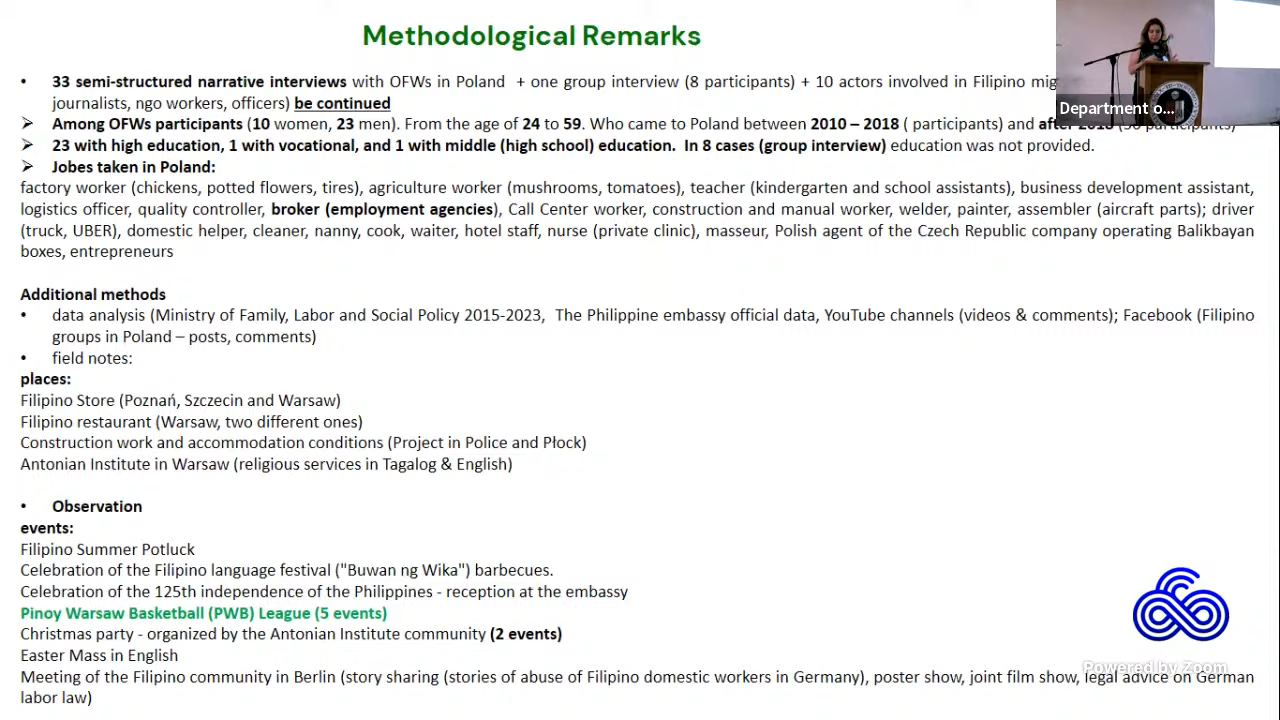 Methodological Remarks
• 33 semi-structured narrative interviews with OFWs in Poland + one group interview (8 participants) + 10 actors involved in Filipino mig
journalists, ngo workers, officers) be continued
➢ Among OFWs participants (10 women, 23 men). From the age of 24 to 59. Who came to Poland between 2010 – 2018 ( participants) and after
➢ 23 with high education, 1 with vocational, and 1 with middle (high school) education. In 8 cases (group interview) education was not provided.
➢ Jobes taken in Poland:
factory worker (chickens, potted flowers, tires), agriculture worker (mushrooms, tomatoes), teacher (kindergarten and school assistants), business development assistant,
logistics officer, quality controller, broker (employment agencies), Call Center worker, construction and manual worker, welder, painter, assembler (aircraft parts); driver
(truck, UBER), domestic helper, cleaner, nanny, cook, waiter, hotel staff, nurse (private clinic), masseur, Polish agent of the Czech Republic company operating Balikbayan
boxes, entrepreneurs
Additional methods
• data analysis (Ministry of Family, Labor and Social Policy 2015-2023, The Philippine embassy official data, YouTube channels (videos & comments); Facebook (Filipino
groups in Poland – posts, comments)
• field notes:
places:
Filipino Store (Poznań, Szczecin and Warsaw)
Filipino restaurant (Warsaw, two different ones)
Construction work and accommodation conditions (Project in Police and Płock)
Antonian Institute in Warsaw (religious services in Tagalog & English)
• Observation
events:
Filipino Summer Potluck
Celebration of the Filipino language festival ("Buwan ng Wika") barbecues.
Celebration of the 125th independence of the Philippines - reception at the embassy
Pinoy Warsaw Basketball (PWB) League (5 events)
Christmas party - organized by the Antonian Institute community (2 events)
Easter Mass in English
Meeting of the Filipino community in Berlin (story sharing (stories of abuse of Filipino domestic workers in Germany), poster show, joint film show, legal advice on German
labor law)
Department o...
Powered by Zoom